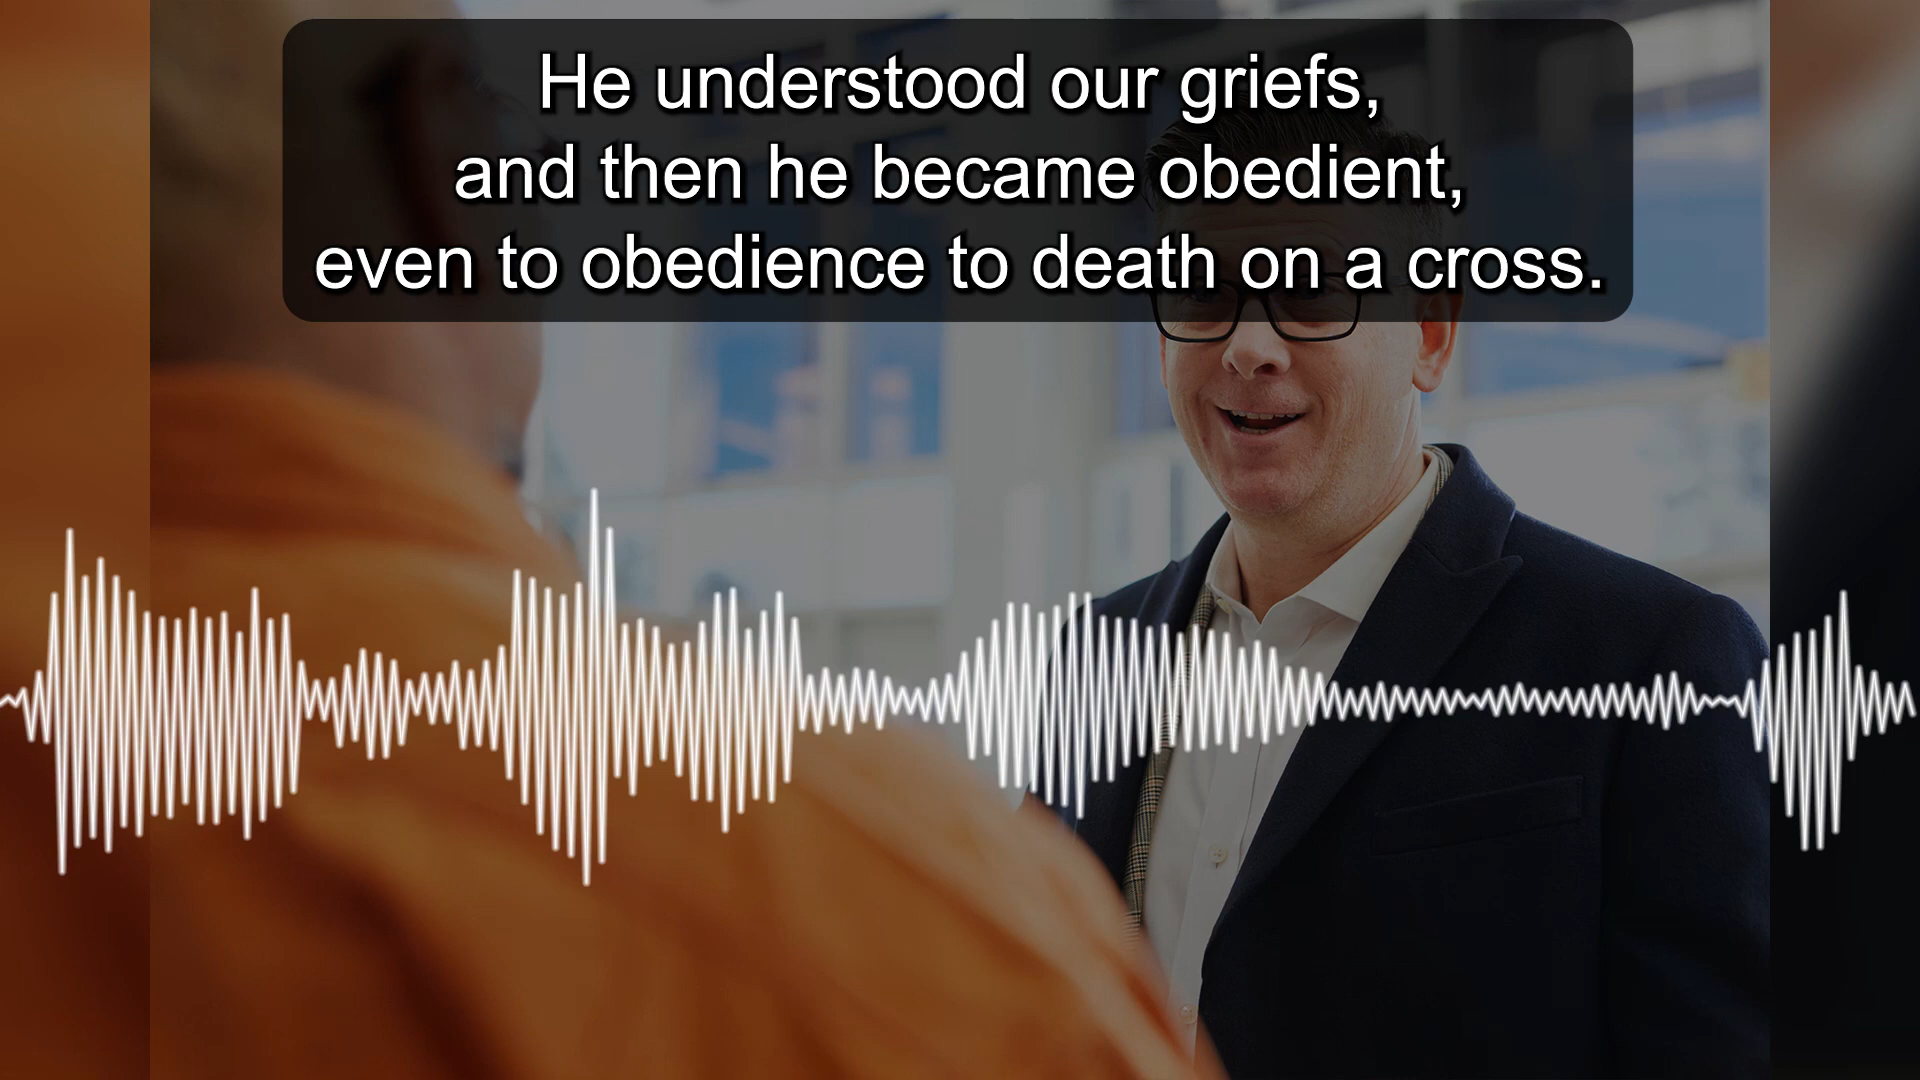 He understood our griefs,
and then he became obedient,
even to obedience to death on a cross.